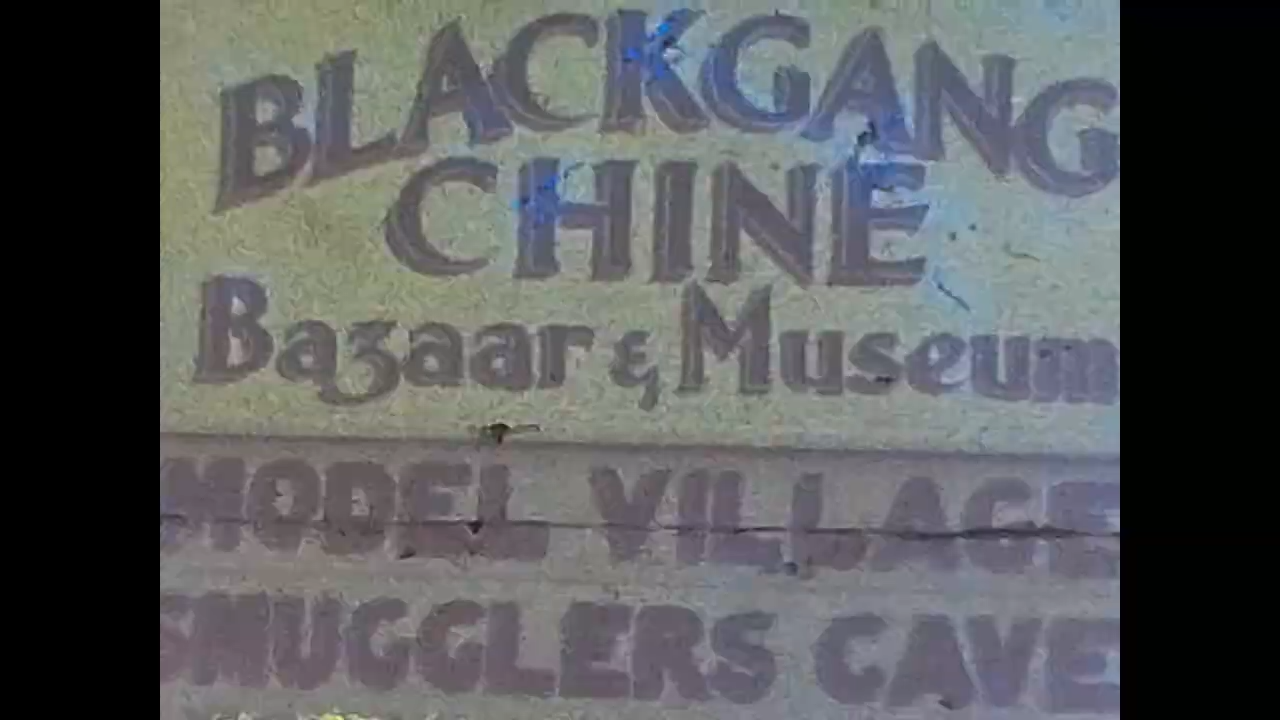 BLACKGANG
CHINE
Bazaar & Museum
MODEL VILLAGE
SMUGGLERS CAVE